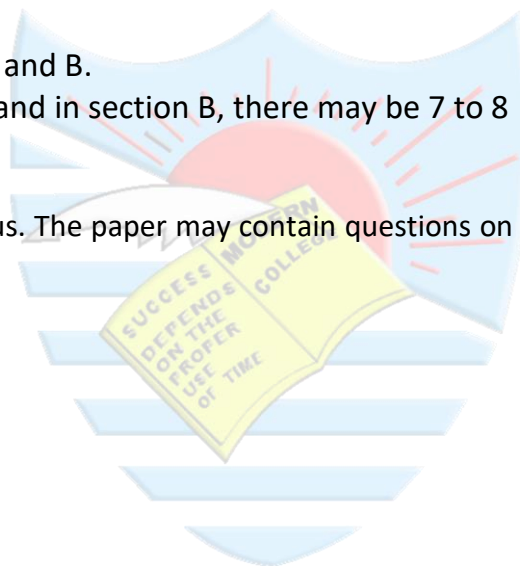 and B.
and in section B, there may be 7 to 8
us. The paper may contain questions on
SUCCESS
DEPENDS
ON THE
PROPER
USE
OF TIME
MODERN
COLLEGE